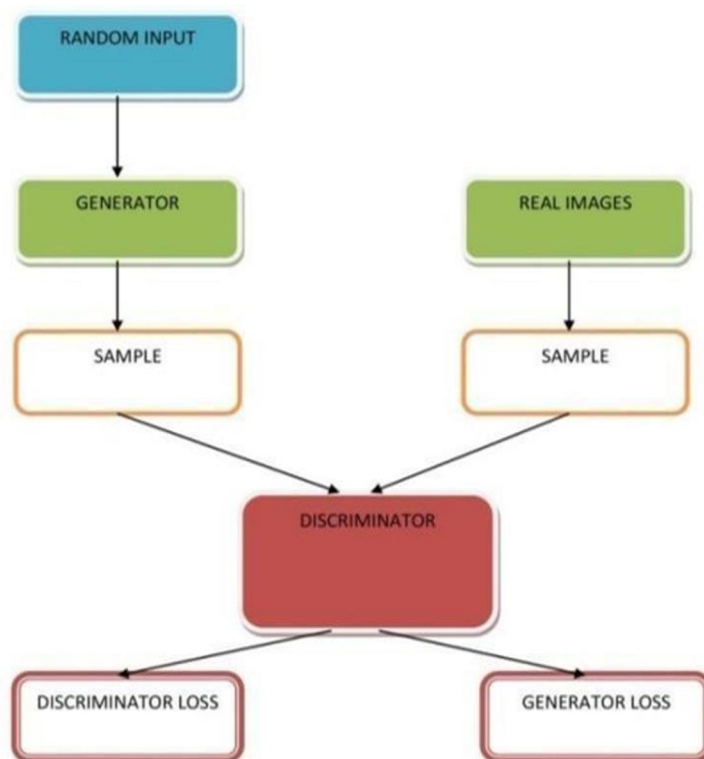 RANDOM INPUT
GENERATOR
REAL IMAGES
SAMPLE
SAMPLE
DISCRIMINATOR
DISCRIMINATOR LOSS
GENERATOR LOSS